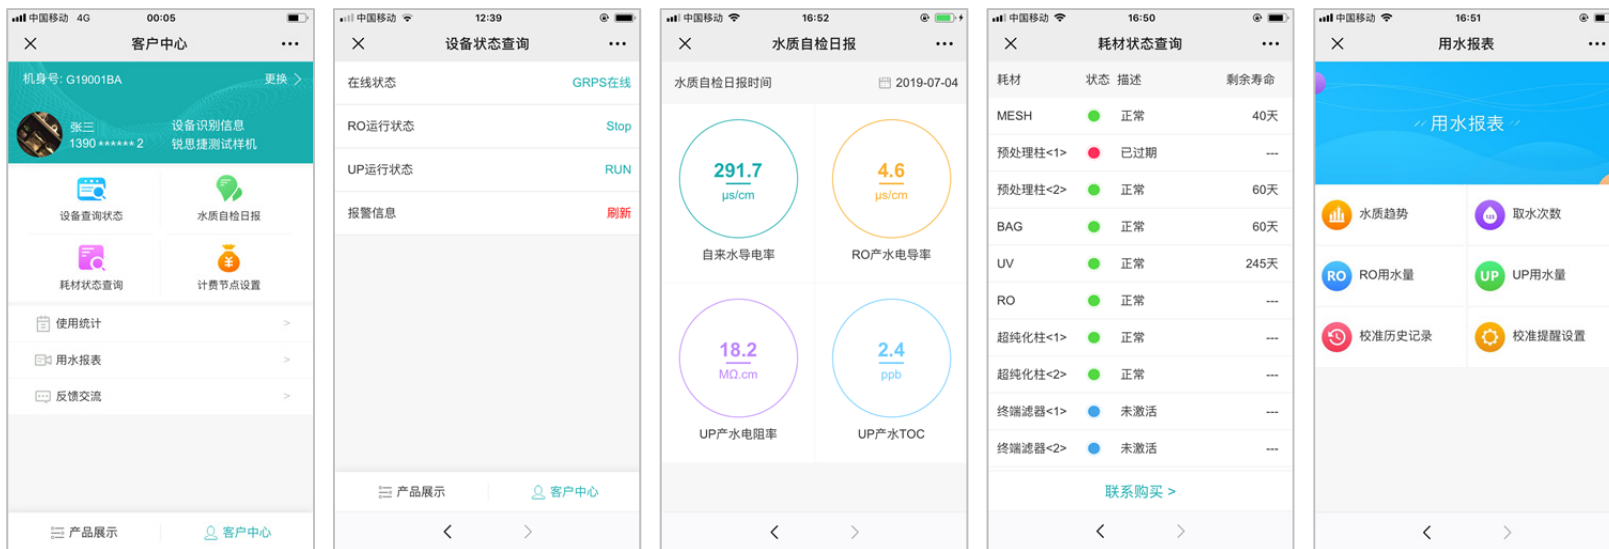 中国移动 4G 00:05
客户中心
机身号: G19001BA 更换 >
张三
1390 ****** 2
设备识别信息
锐思捷测试样机
设备查询状态 水质自检日报
耗材状态查询 计费节点设置
使用统计 >
用水报表 >
反馈交流 >
产品展示 客户中心
中国移动 12:39
设备状态查询
在线状态 GRPS在线
RO运行状态 Stop
UP运行状态 RUN
报警信息 刷新
产品展示 客户中心
中国移动 16:52
水质自检日报
水质自检日报时间 2019-07-04
291.7
μs/cm
自来水导电率
4.6
μs/cm
RO产水电导率
18.2
MΩ.cm
UP产水电阻率
2.4
ppb
UP产水TOC
中国移动 16:50
耗材状态查询
耗材 状态 描述 剩余寿命
MESH 正常 40天
预处理柱<1> 已过期 ---
预处理柱<2> 正常 60天
BAG 正常 60天
UV 正常 245天
RO 正常 ---
超纯化柱<1> 正常 ---
超纯化柱<2> 正常 ---
终端滤器<1> 未激活 ---
终端滤器<2> 未激活 ---
联系购买 >
中国移动 16:51
用水报表
用水报表
水质趋势 取水次数
RO RO用水量 UP UP用水量
校准历史记录 校准提醒设置